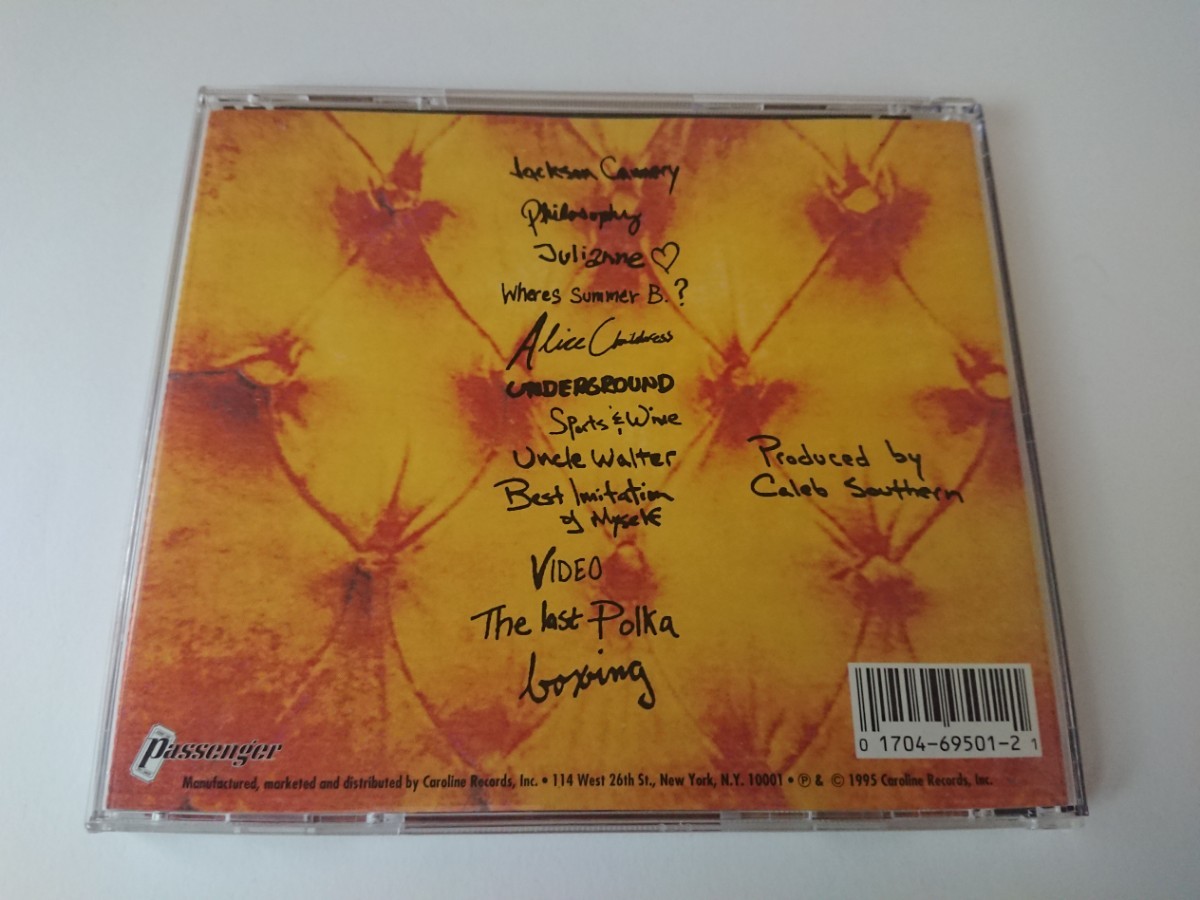 Jackson Cannery
Philosophy
Julianne ♡
Wheres Summer B.?
Alice Childress
UNDERGROUND
Sports & Wine
Uncle Walter
Best Imitation
of Myself
VIDEO
The last Polka
boxing
Produced by
Caleb Southern
Passenger
0 1704-69501-2 1
Manufactured, marketed and distributed by Caroline Records, Inc. • 114 West 26th St., New York, N.Y. 10001 • ℗ & © 1995 Caroline Records, Inc.